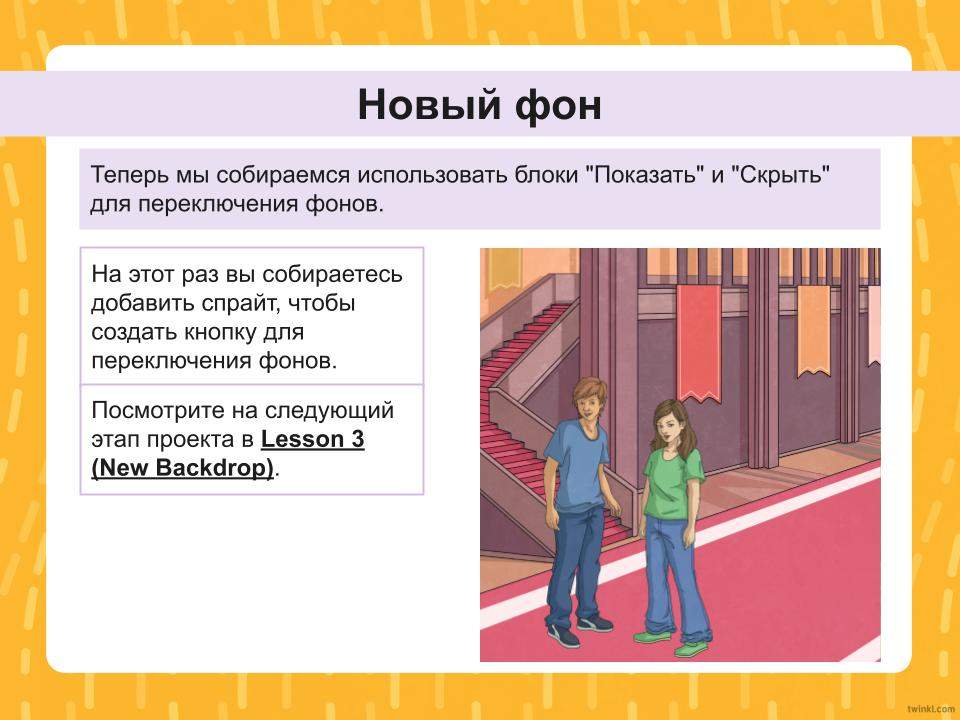 Новый фон
Теперь мы собираемся использовать блоки "Показать" и "Скрыть"
для переключения фонов.
На этот раз вы собираетесь
добавить спрайт, чтобы
создать кнопку для
переключения фонов.
Посмотрите на следующий
этап проекта в Lesson 3
(New Backdrop).
twinkl.com